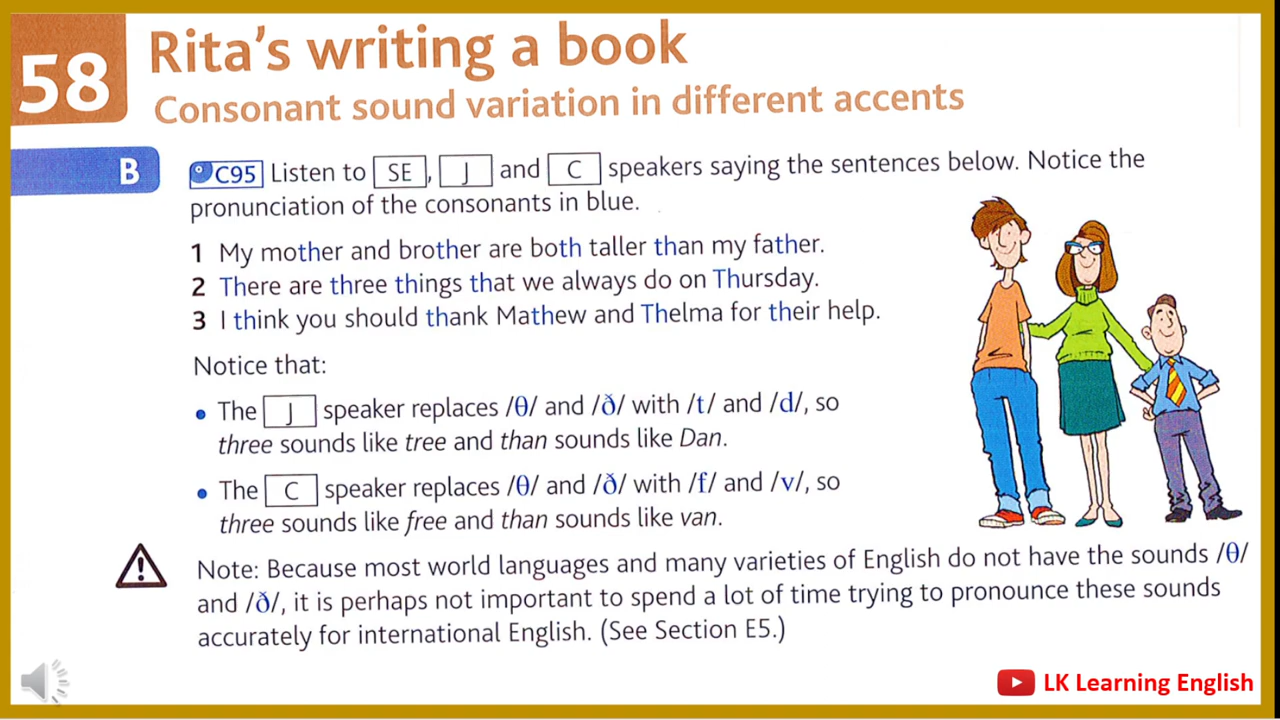 58
Rita's writing a book
Consonant sound variation in different accents
B
C95 Listen to SE, J and C speakers saying the sentences below. Notice the
pronunciation of the consonants in blue.
1 My mother and brother are both taller than my father.
2 There are three things that we always do on Thursday.
3 I think you should thank Mathew and Thelma for their help.
Notice that:
• The J speaker replaces /θ/ and /ð/ with /t/ and /d/, so
three sounds like tree and than sounds like Dan.
• The C speaker replaces /θ/ and /ð/ with /f/ and /v/, so
three sounds like free and than sounds like van.
Note: Because most world languages and many varieties of English do not have the sounds /θ/
and /ð/, it is perhaps not important to spend a lot of time trying to pronounce these sounds
accurately for international English. (See Section E5.)
LK Learning English